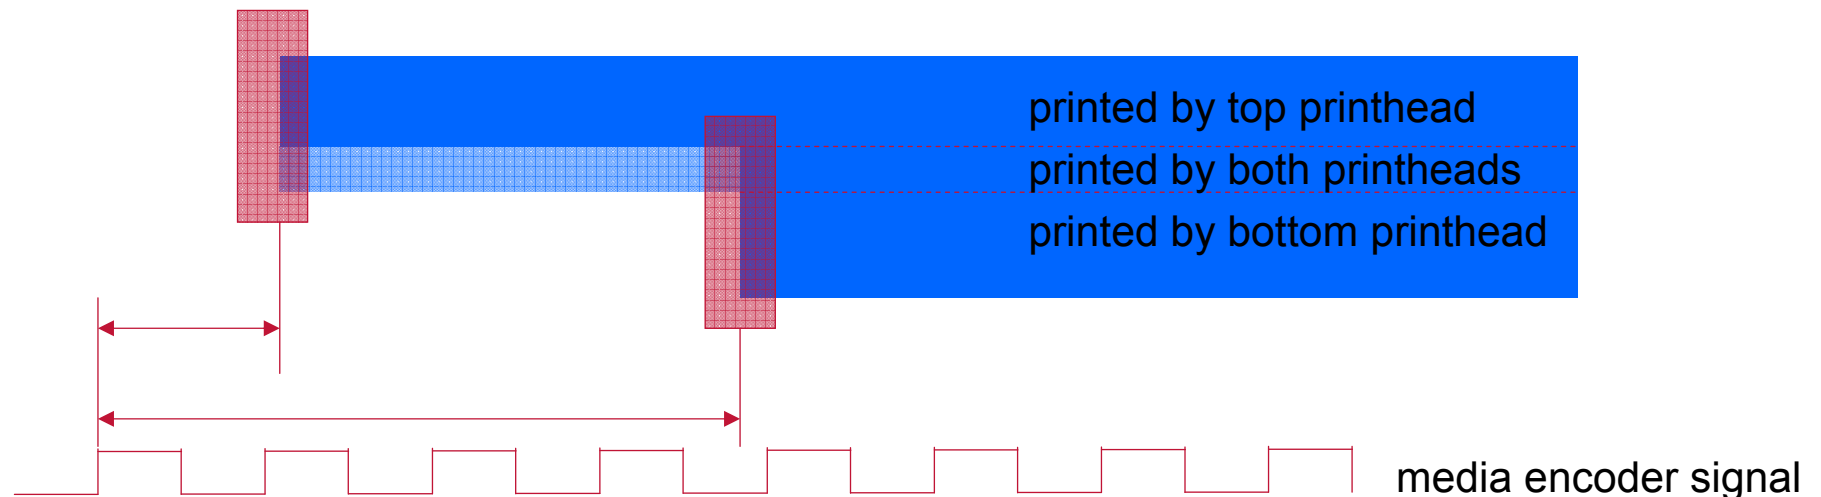 printed by top printhead
printed by both printheads
printed by bottom printhead
media encoder signal